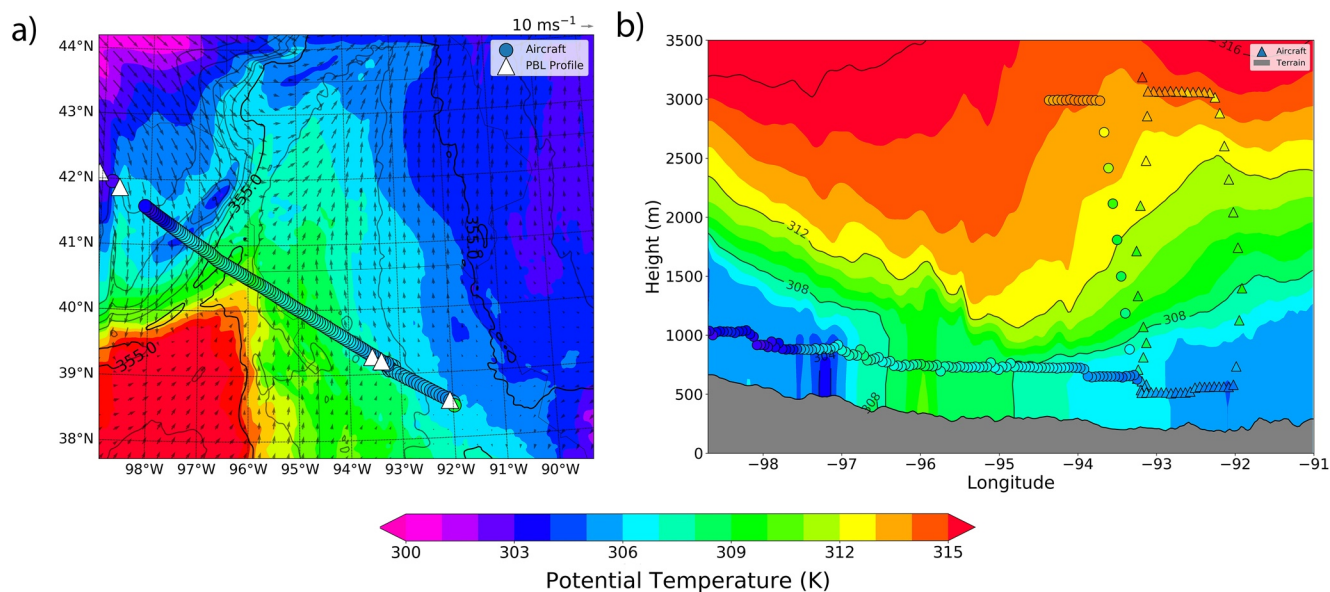 a)
10 ms⁻¹
Aircraft
PBL Profile
44°N
43°N
42°N
41°N
40°N
39°N
38°N
98°W
97°W
96°W
95°W
94°W
93°W
92°W
91°W
90°W
355.0
355.0
355.0
b)
Aircraft
Terrain
Height (m)
3500
3000
2500
2000
1500
1000
500
0
316
312
308
308
304
308
−98
−97
−96
−95
−94
−93
−92
−91
Longitude
300
303
306
309
312
315
Potential Temperature (K)